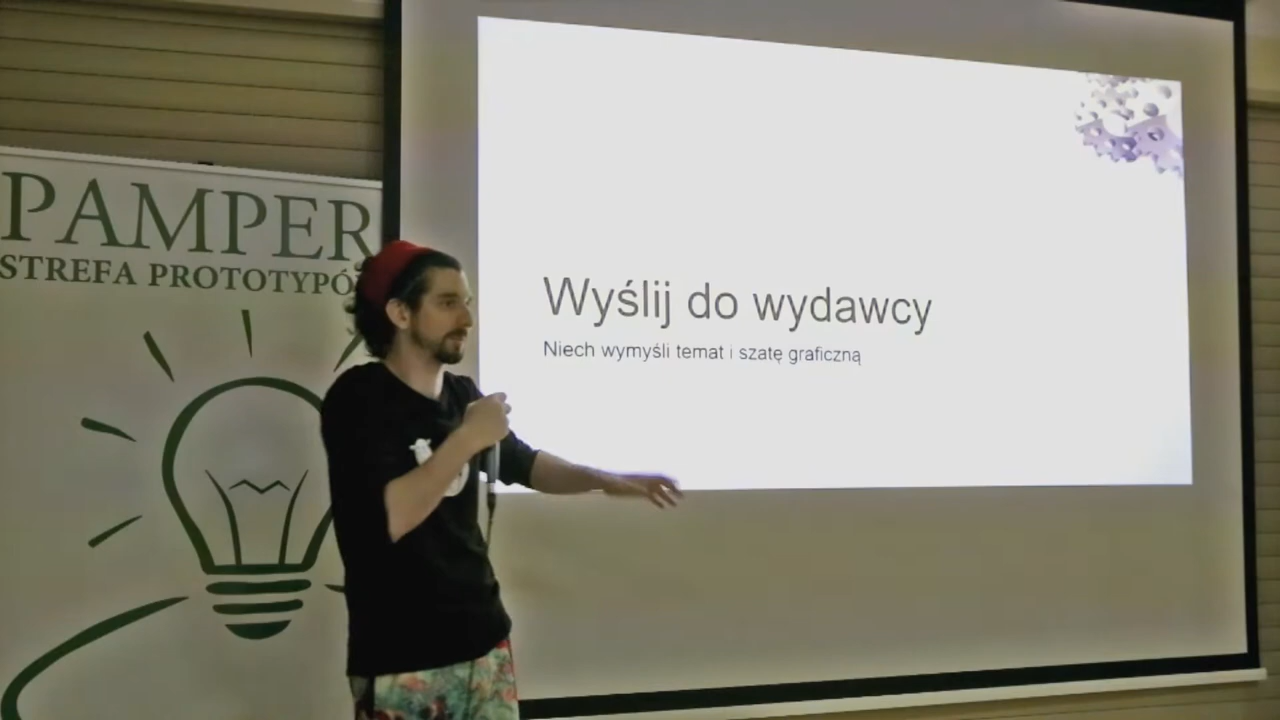 PAMPER
STREFA PROTOTYPÓ
Wyślij do wydawcy
Niech wymyśli temat i szatę graficzną